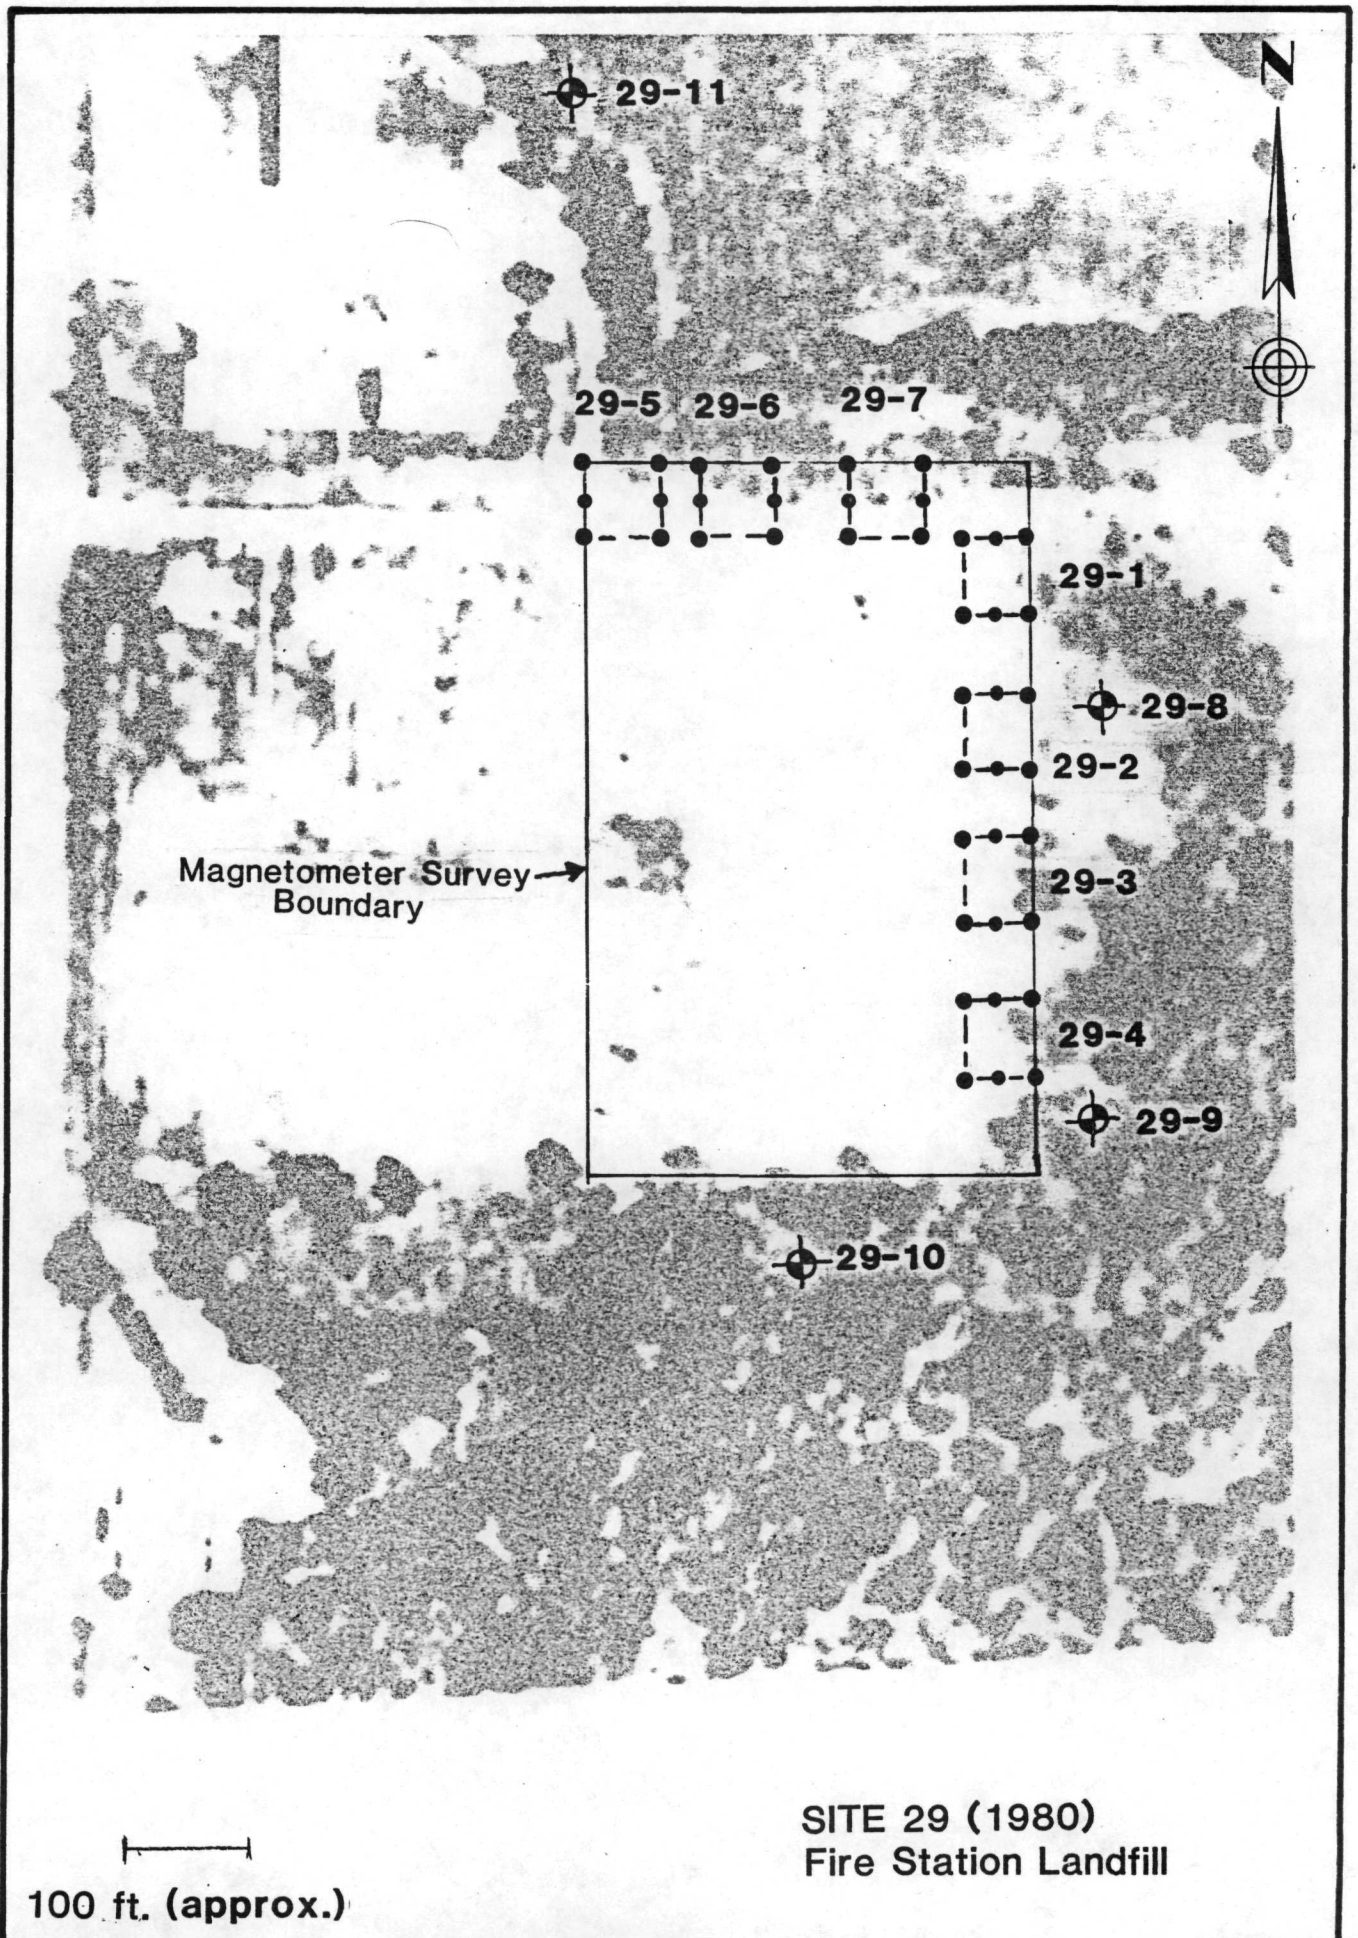 N
29-11
29-5 29-6 29-7
29-1
29-8
29-2
Magnetometer Survey
Boundary
29-3
29-4
29-9
29-10
SITE 29 (1980)
Fire Station Landfill
100 ft. (approx.)